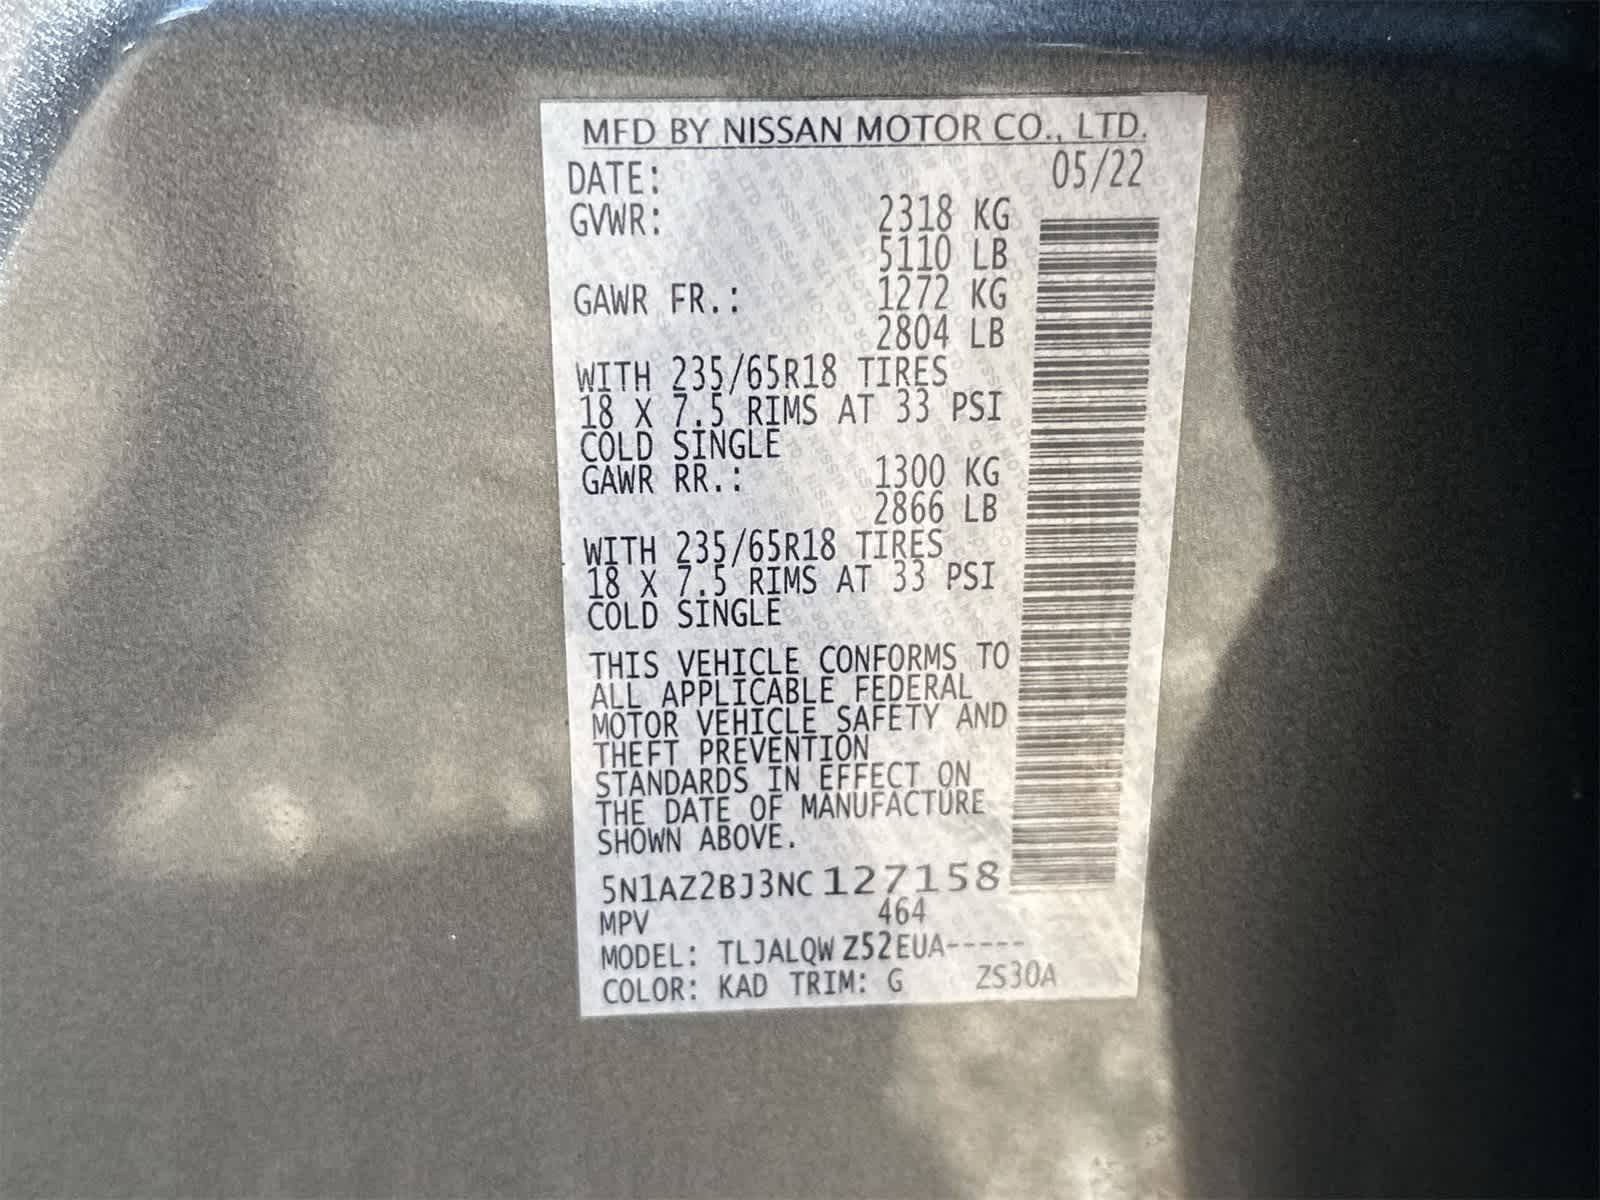 MFD BY NISSAN MOTOR CO., LTD.
DATE: 05/22
GVWR: 2318 KG
5110 LB
GAWR FR.: 1272 KG
2804 LB
WITH 235/65R18 TIRES
18 X 7.5 RIMS AT 33 PSI
COLD SINGLE
GAWR RR.: 1300 KG
2866 LB
WITH 235/65R18 TIRES
18 X 7.5 RIMS AT 33 PSI
COLD SINGLE
THIS VEHICLE CONFORMS TO
ALL APPLICABLE FEDERAL
MOTOR VEHICLE SAFETY AND
THEFT PREVENTION
STANDARDS IN EFFECT ON
THE DATE OF MANUFACTURE
SHOWN ABOVE.
5N1AZ2BJ3NC127158
MPV 464
MODEL: TLJALQWZ52EUA-----
COLOR: KAD TRIM: G ZS30A